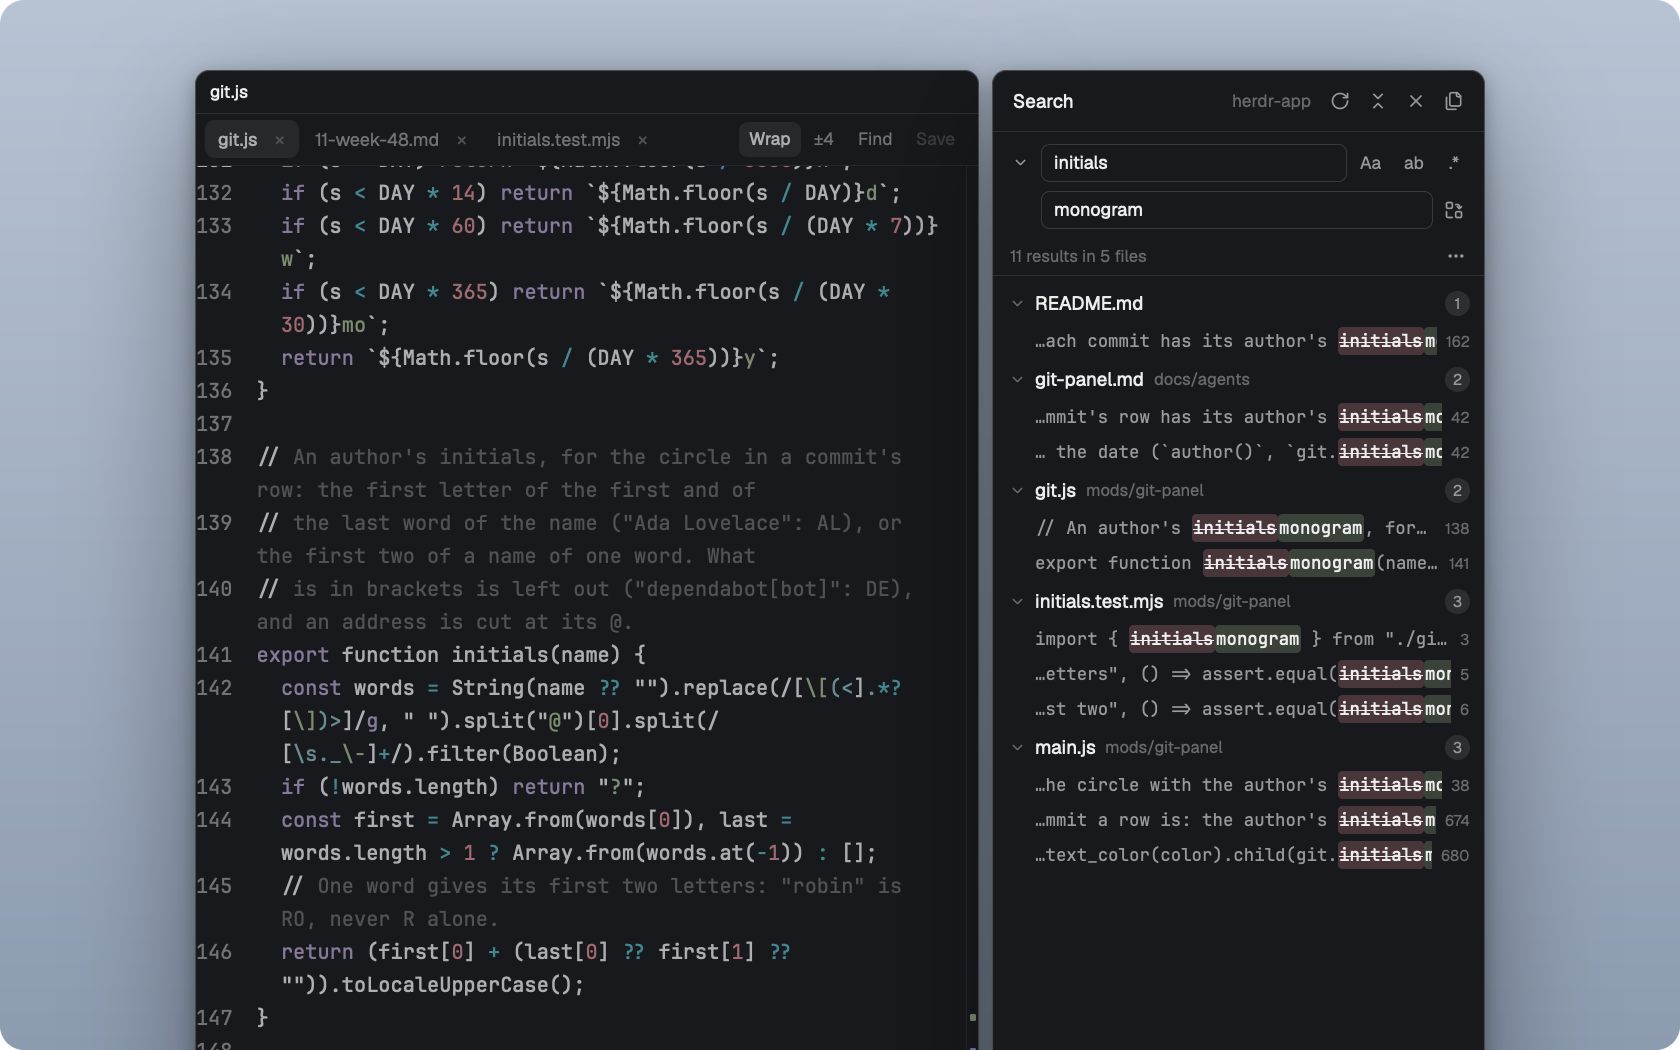 git.js
git.js × 11-week-48.md × initials.test.mjs × Wrap ±4 Find Save
132 if (s < DAY * 14) return `${Math.floor(s / DAY)}d`;
133 if (s < DAY * 60) return `${Math.floor(s / (DAY * 7))}
w`;
134 if (s < DAY * 365) return `${Math.floor(s / (DAY *
30))}mo`;
135 return `${Math.floor(s / (DAY * 365))}y`;
136 }
137
138 // An author's initials, for the circle in a commit's
row: the first letter of the first and of
139 // the last word of the name ("Ada Lovelace": AL), or
the first two of a name of one word. What
140 // is in brackets is left out ("dependabot[bot]": DE),
and an address is cut at its @.
141 export function initials(name) {
142 const words = String(name ?? "").replace(/[\[(<].*?
[\])>]/g, " ").split("@")[0].split(/
[\s._\-]+/).filter(Boolean);
143 if (!words.length) return "?";
144 const first = Array.from(words[0]), last =
words.length > 1 ? Array.from(words.at(-1)) : [];
145 // One word gives its first two letters: "robin" is
RO, never R alone.
146 return (first[0] + (last[0] ?? first[1] ??
"")).toLocaleUpperCase();
147 }
Search herdr-app
initials Aa ab .*
monogram
11 results in 5 files
README.md 1
…ach commit has its author's initialsm 162
git-panel.md docs/agents 2
…mmit's row has its author's initialsmo 42
… the date (`author()`, `git.initialsmo 42
git.js mods/git-panel 2
// An author's initialsmonogram, for… 138
export function initialsmonogram(name… 141
initials.test.mjs mods/git-panel 3
import { initialsmonogram } from "./gi… 3
…etters", () => assert.equal(initialsmon 5
…st two", () => assert.equal(initialsmon 6
main.js mods/git-panel 3
…he circle with the author's initialsmo 38
…mmit a row is: the author's initialsm 674
…text_color(color).child(git.initialsm 680